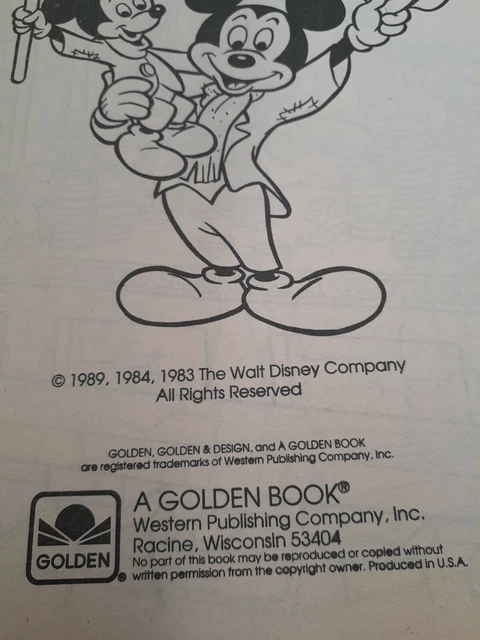 © 1989, 1984, 1983 The Walt Disney Company
All Rights Reserved
GOLDEN, GOLDEN & DESIGN, and A GOLDEN BOOK
are registered trademarks of Western Publishing Company, Inc.
GOLDEN®
A GOLDEN BOOK®
Western Publishing Company, Inc.
Racine, Wisconsin 53404
No part of this book may be reproduced or copied without
written permission from the copyright owner. Produced in U.S.A.